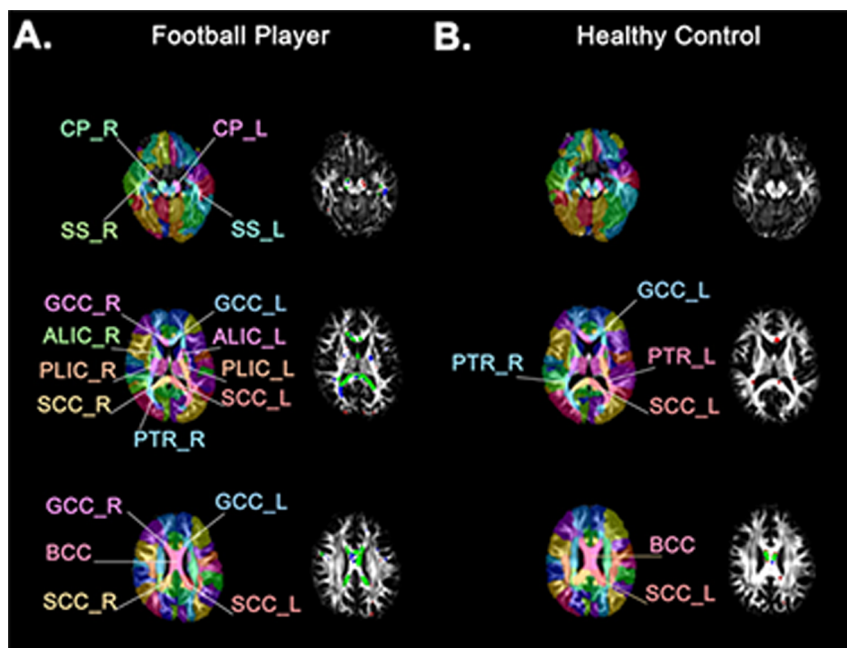 A. Football Player
B. Healthy Control
CP_R CP_L
SS_R SS_L
GCC_R GCC_L
ALIC_R ALIC_L
PLIC_R PLIC_L
SCC_R SCC_L
PTR_R
GCC_L
PTR_R PTR_L
SCC_L
GCC_R GCC_L
BCC
SCC_R SCC_L
BCC
SCC_L